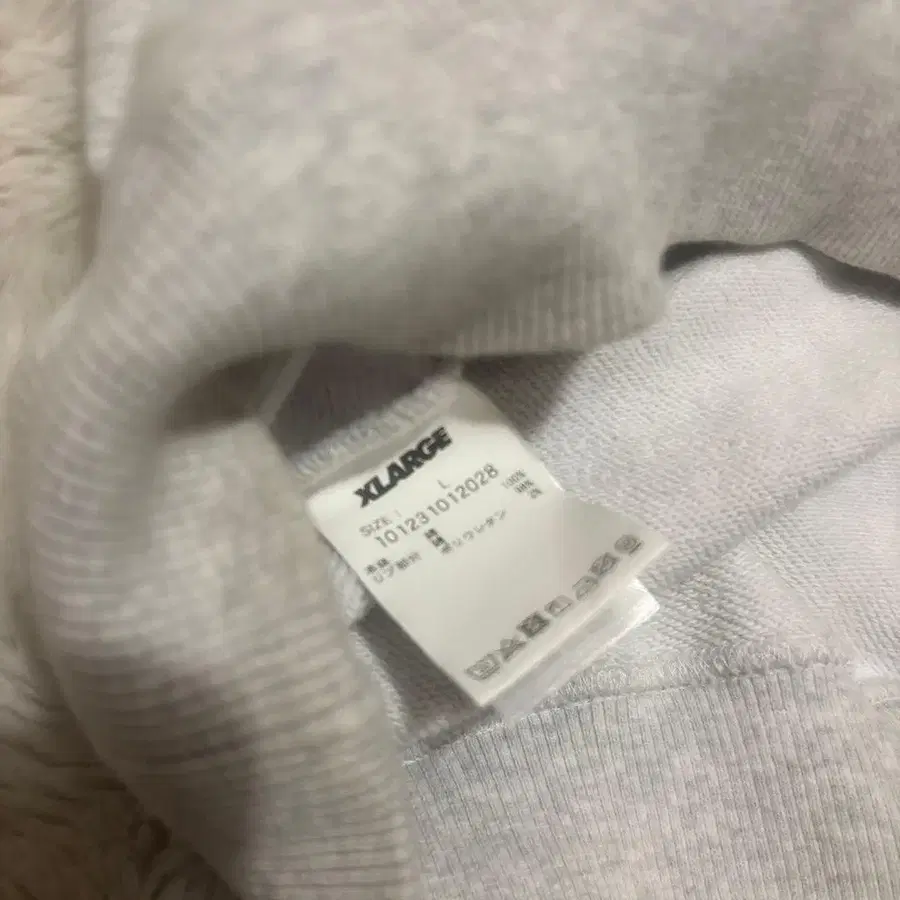 XLARGE
SIZE : L
101231012028
本体 綿 100%
リブ部分 綿 98%
ポリウレタン 2%